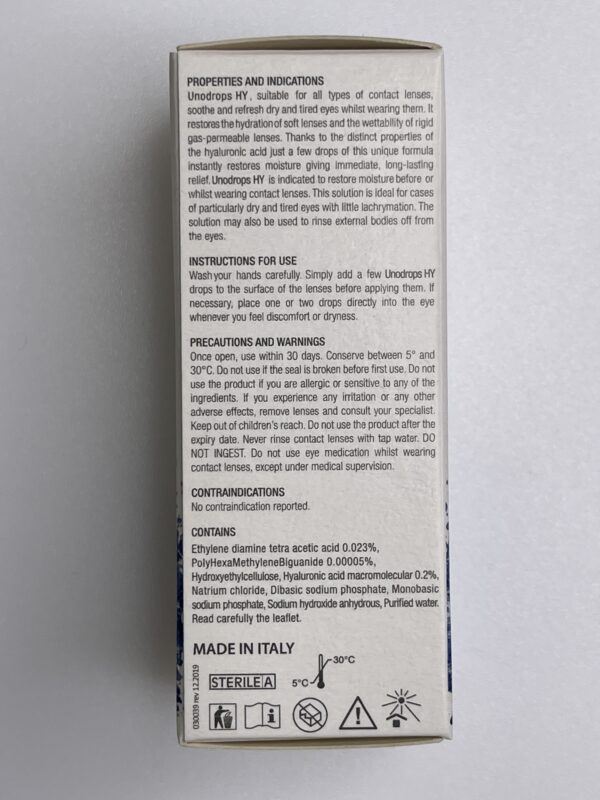 PROPERTIES AND INDICATIONS
Unodrops HY, suitable for all types of contact lenses,
soothe and refresh dry and tired eyes whilst wearing them. It
restores the hydration of soft lenses and the wettability of rigid
gas-permeable lenses. Thanks to the distinct properties of
the hyaluronic acid just a few drops of this unique formula
instantly restores moisture giving immediate, long-lasting
relief. Unodrops HY is indicated to restore moisture before or
whilst wearing contact lenses. This solution is ideal for cases
of particularly dry and tired eyes with little lachrymation. The
solution may also be used to rinse external bodies off from
the eyes.
INSTRUCTIONS FOR USE
Wash your hands carefully. Simply add a few Unodrops HY
drops to the surface of the lenses before applying them. If
necessary, place one or two drops directly into the eye
whenever you feel discomfort or dryness.
PRECAUTIONS AND WARNINGS
Once open, use within 30 days. Conserve between 5° and
30°C. Do not use if the seal is broken before first use. Do not
use the product if you are allergic or sensitive to any of the
ingredients. If you experience any irritation or any other
adverse effects, remove lenses and consult your specialist.
Keep out of children's reach. Do not use the product after the
expiry date. Never rinse contact lenses with tap water. DO
NOT INGEST. Do not use eye medication whilst wearing
contact lenses, except under medical supervision.
CONTRAINDICATIONS
No contraindication reported.
CONTAINS
Ethylene diamine tetra acetic acid 0.023%,
PolyHexaMethyleneBiguanide 0.00005%,
Hydroxyethylcellulose, Hyaluronic acid macromolecular 0.2%,
Natrium chloride, Dibasic sodium phosphate, Monobasic
sodium phosphate, Sodium hydroxide anhydrous, Purified water.
Read carefully the leaflet.
MADE IN ITALY
030039 rev 12.2019
STERILE A
5°C
30°C